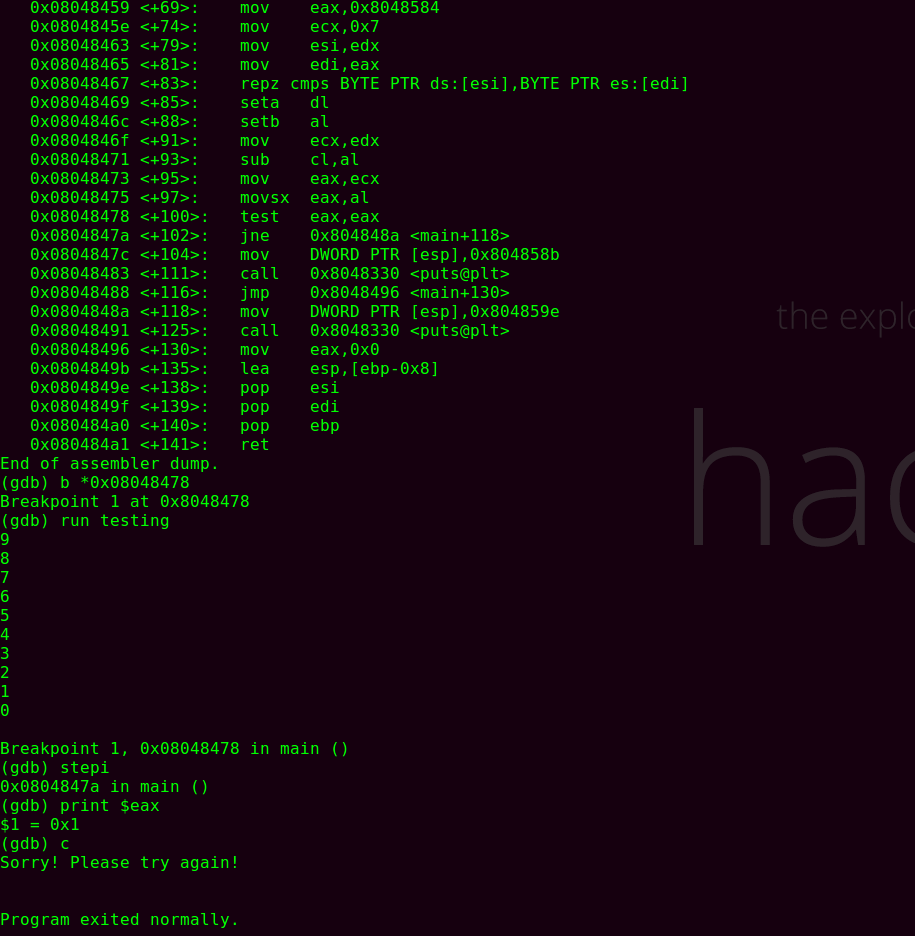 0x08048459 <+69>:    mov    eax,0x8048584
0x0804845e <+74>:    mov    ecx,0x7
0x08048463 <+79>:    mov    esi,edx
0x08048465 <+81>:    mov    edi,eax
0x08048467 <+83>:    repz cmps BYTE PTR ds:[esi],BYTE PTR es:[edi]
0x08048469 <+85>:    seta   dl
0x0804846c <+88>:    setb   al
0x0804846f <+91>:    mov    ecx,edx
0x08048471 <+93>:    sub    cl,al
0x08048473 <+95>:    mov    eax,ecx
0x08048475 <+97>:    movsx  eax,al
0x08048478 <+100>:   test   eax,eax
0x0804847a <+102>:   jne    0x804848a <main+118>
0x0804847c <+104>:   mov    DWORD PTR [esp],0x804858b
0x08048483 <+111>:   call   0x8048330 <puts@plt>
0x08048488 <+116>:   jmp    0x8048496 <main+130>
0x0804848a <+118>:   mov    DWORD PTR [esp],0x804859e
0x08048491 <+125>:   call   0x8048330 <puts@plt>
0x08048496 <+130>:   mov    eax,0x0
0x0804849b <+135>:   lea    esp,[ebp-0x8]
0x0804849e <+138>:   pop    esi
0x0804849f <+139>:   pop    edi
0x080484a0 <+140>:   pop    ebp
0x080484a1 <+141>:   ret
End of assembler dump.
(gdb) b *0x08048478
Breakpoint 1 at 0x8048478
(gdb) run testing
9
8
7
6
5
4
3
2
1
0
Breakpoint 1, 0x08048478 in main ()
(gdb) stepi
0x0804847a in main ()
(gdb) print $eax
$1 = 0x1
(gdb) c
Sorry! Please try again!
Program exited normally.
the explo
ha